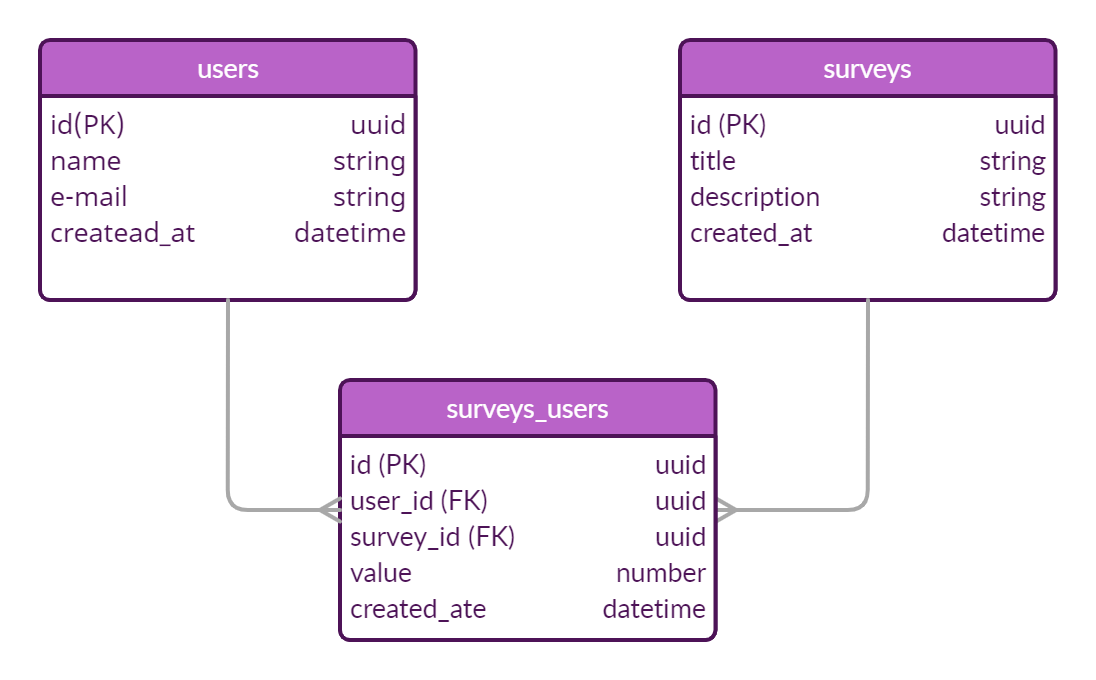 users
id(PK) uuid
name string
e-mail string
createad_at datetime
surveys
id (PK) uuid
title string
description string
created_at datetime
surveys_users
id (PK) uuid
user_id (FK) uuid
survey_id (FK) uuid
value number
created_ate datetime